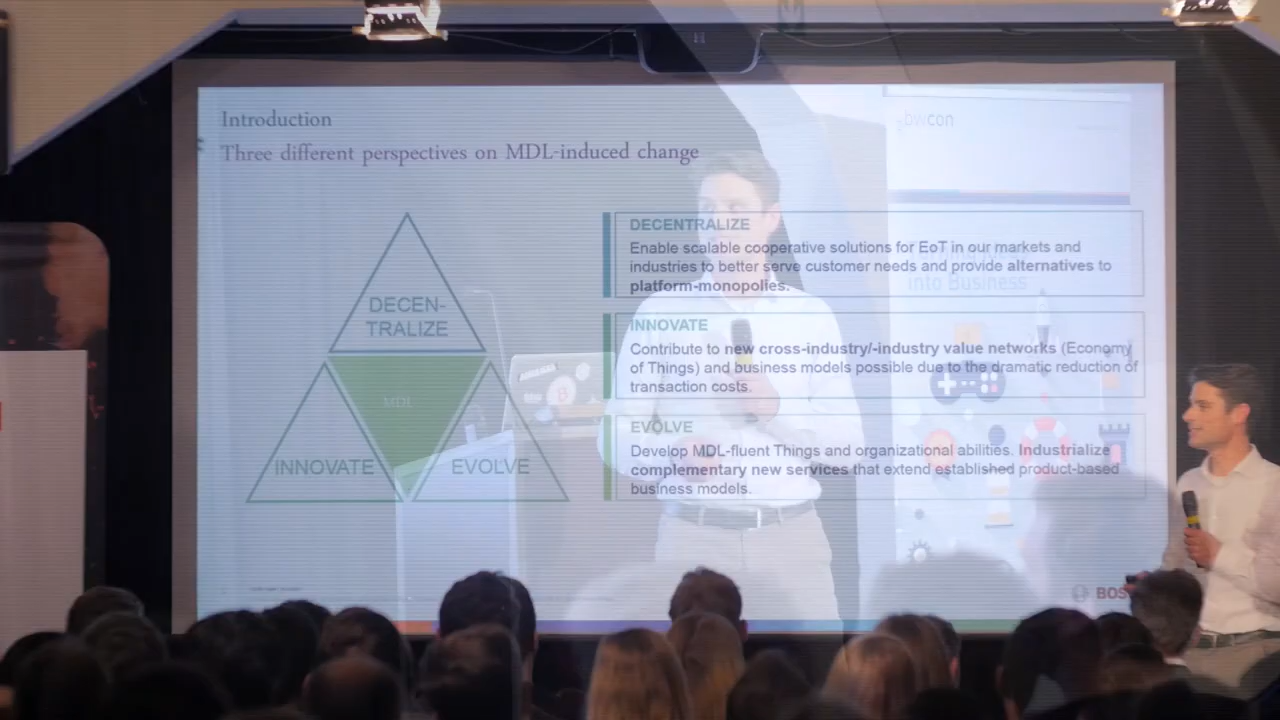 Introduction
Three different perspectives on MDL-induced change
bwcon
DECEN-
TRALIZE
MDL
INNOVATE
EVOLVE
DECENTRALIZE
Enable scalable cooperative solutions for EoT in our markets and
industries to better serve customer needs and provide alternatives to
platform-monopolies.
into Business
INNOVATE
Contribute to new cross-industry/-industry value networks (Economy
of Things) and business models possible due to the dramatic reduction of
transaction costs.
EVOLVE
Develop MDL-fluent Things and organizational abilities. Industrialize
complementary new services that extend established product-based
business models.
BOS